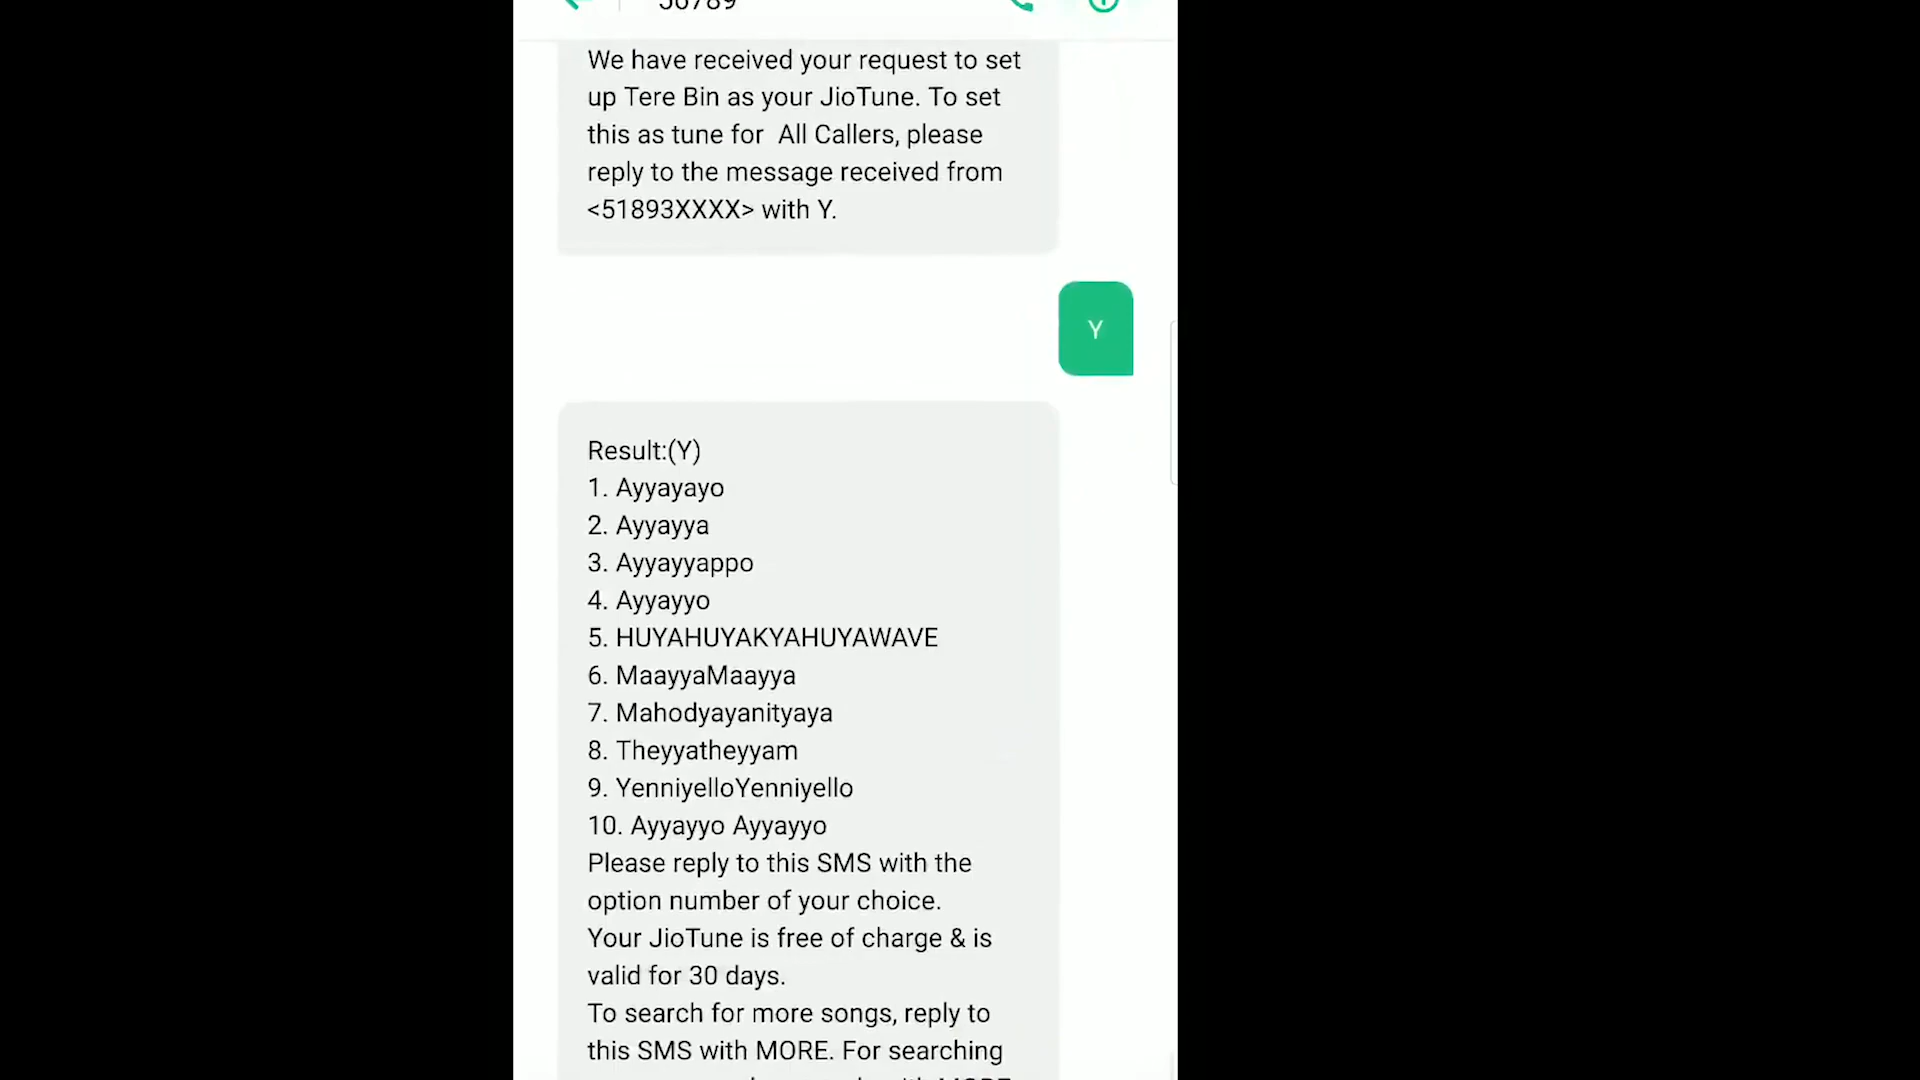 56789
We have received your request to set
up Tere Bin as your JioTune. To set
this as tune for  All Callers, please
reply to the message received from
<51893XXXX> with Y.
Y
Result:(Y)
1. Ayyayayo
2. Ayyayya
3. Ayyayyappo
4. Ayyayyo
5. HUYAHUYAKYAHUYAWAVE
6. MaayyaMaayya
7. Mahodyayanityaya
8. Theyyatheyyam
9. YenniyelloYenniyello
10. Ayyayyo Ayyayyo
Please reply to this SMS with the
option number of your choice.
Your JioTune is free of charge & is
valid for 30 days.
To search for more songs, reply to
this SMS with MORE. For searching